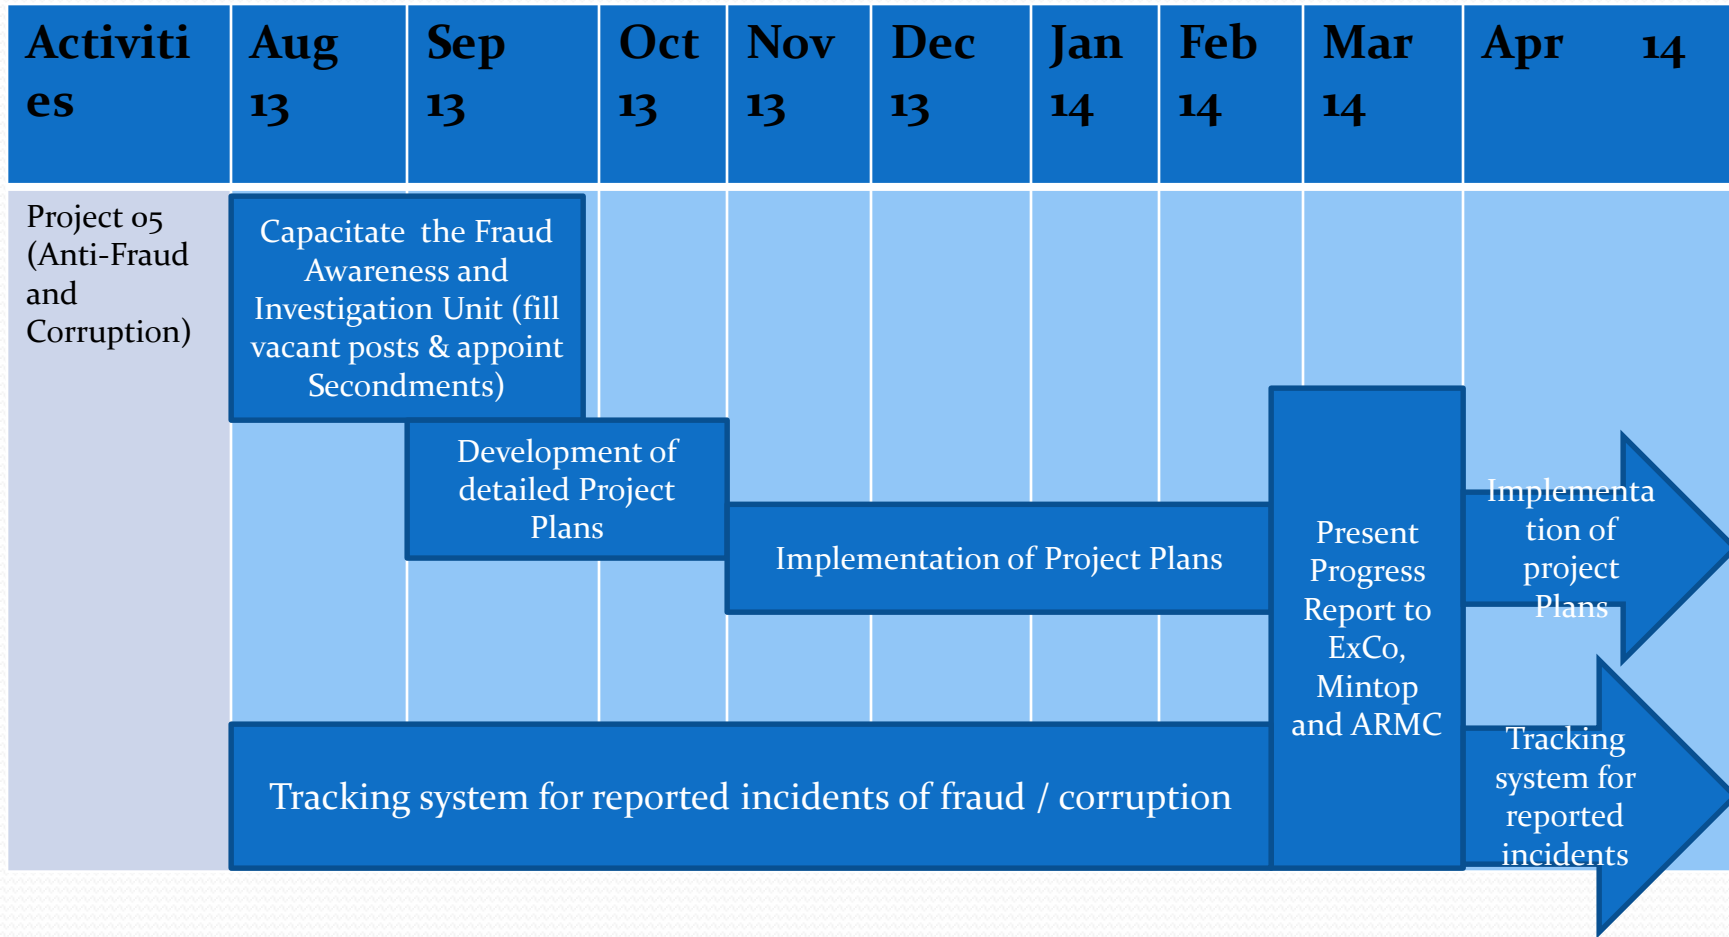 Activiti
es
Aug
13
Sep
13
Oct
13
Nov
13
Dec
13
Jan
14
Feb
14
Mar
14
Apr 14
Project 05
(Anti-Fraud
and
Corruption)
Capacitate the Fraud
Awareness and
Investigation Unit (fill
vacant posts & appoint
Secondments)
Development of
detailed Project
Plans
Implementation of Project Plans
Present
Progress
Report to
ExCo,
Mintop
and ARMC
Implementa
tion of
project
Plans
Tracking system for reported incidents of fraud / corruption
Tracking
system for
reported
incidents